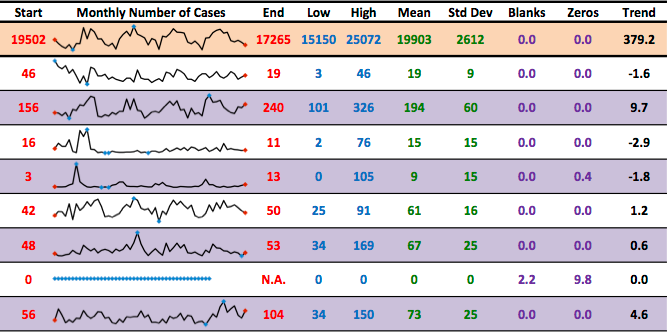 Start Monthly Number of Cases End Low High Mean Std Dev Blanks Zeros Trend
19502 17265 15150 25072 19903 2612 0.0 0.0 379.2
46 19 3 46 19 9 0.0 0.0 -1.6
156 240 101 326 194 60 0.0 0.0 9.7
16 11 2 76 15 15 0.0 0.0 -2.9
3 13 0 105 9 15 0.0 0.4 -1.8
42 50 25 91 61 16 0.0 0.0 1.2
48 53 34 169 67 25 0.0 0.0 0.6
0 N.A. 0 0 0 0 2.2 9.8 0.0
56 104 34 150 73 25 0.0 0.0 4.6